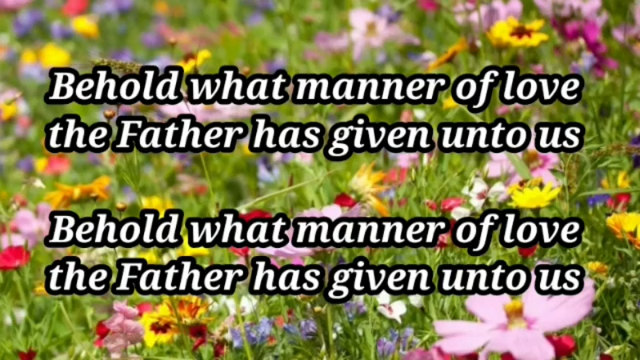 Behold what manner of love
the Father has given unto us
Behold what manner of love
the Father has given unto us